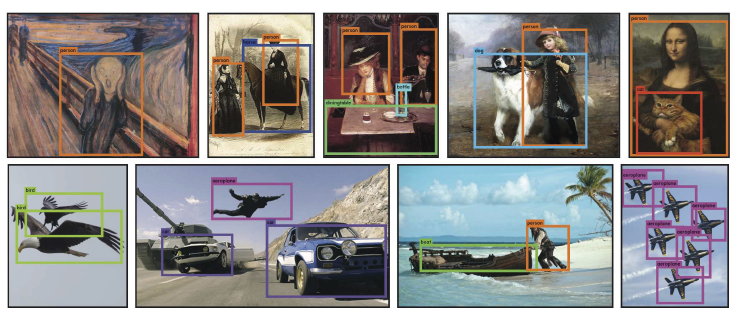 person
person
horse
person
person
person
bottle
diningtable
dog
person
person
cat
bird
bird
aeroplane
car
car
boat
person
aeroplane
aeroplane
aeroplane
aeroplane
aeroplane
aeroplane